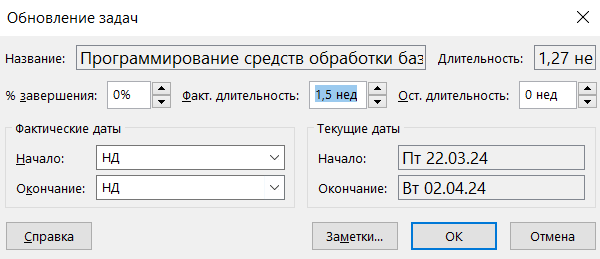 Обновление задач
Название: Программирование средств обработки баз Длительность: 1,27 не
% завершения: 0% Факт. длительность: 1,5 нед Ост. длительность: 0 нед
Фактические даты Текущие даты
Начало: НД Начало: Пт 22.03.24
Окончание: НД Окончание: Вт 02.04.24
Справка Заметки... ОК Отмена